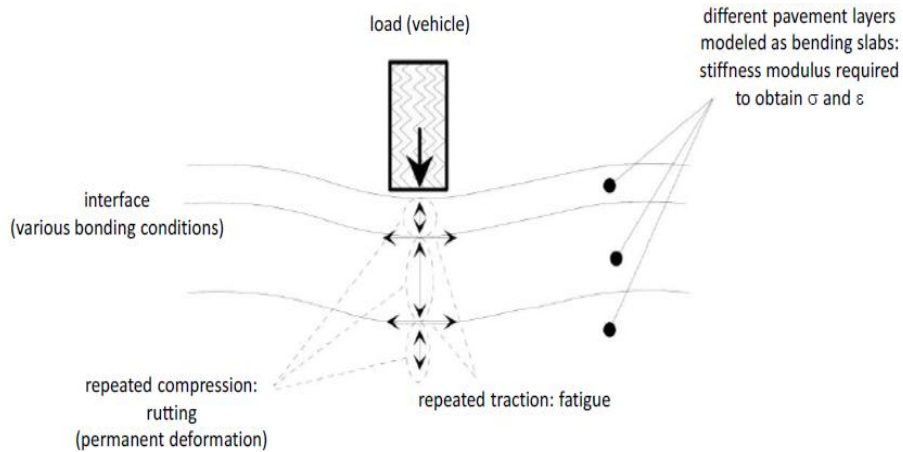 load (vehicle)
different pavement layers
modeled as bending slabs:
stiffness modulus required
to obtain σ and ε
interface
(various bonding conditions)
repeated compression:
rutting
(permanent deformation)
repeated traction: fatigue